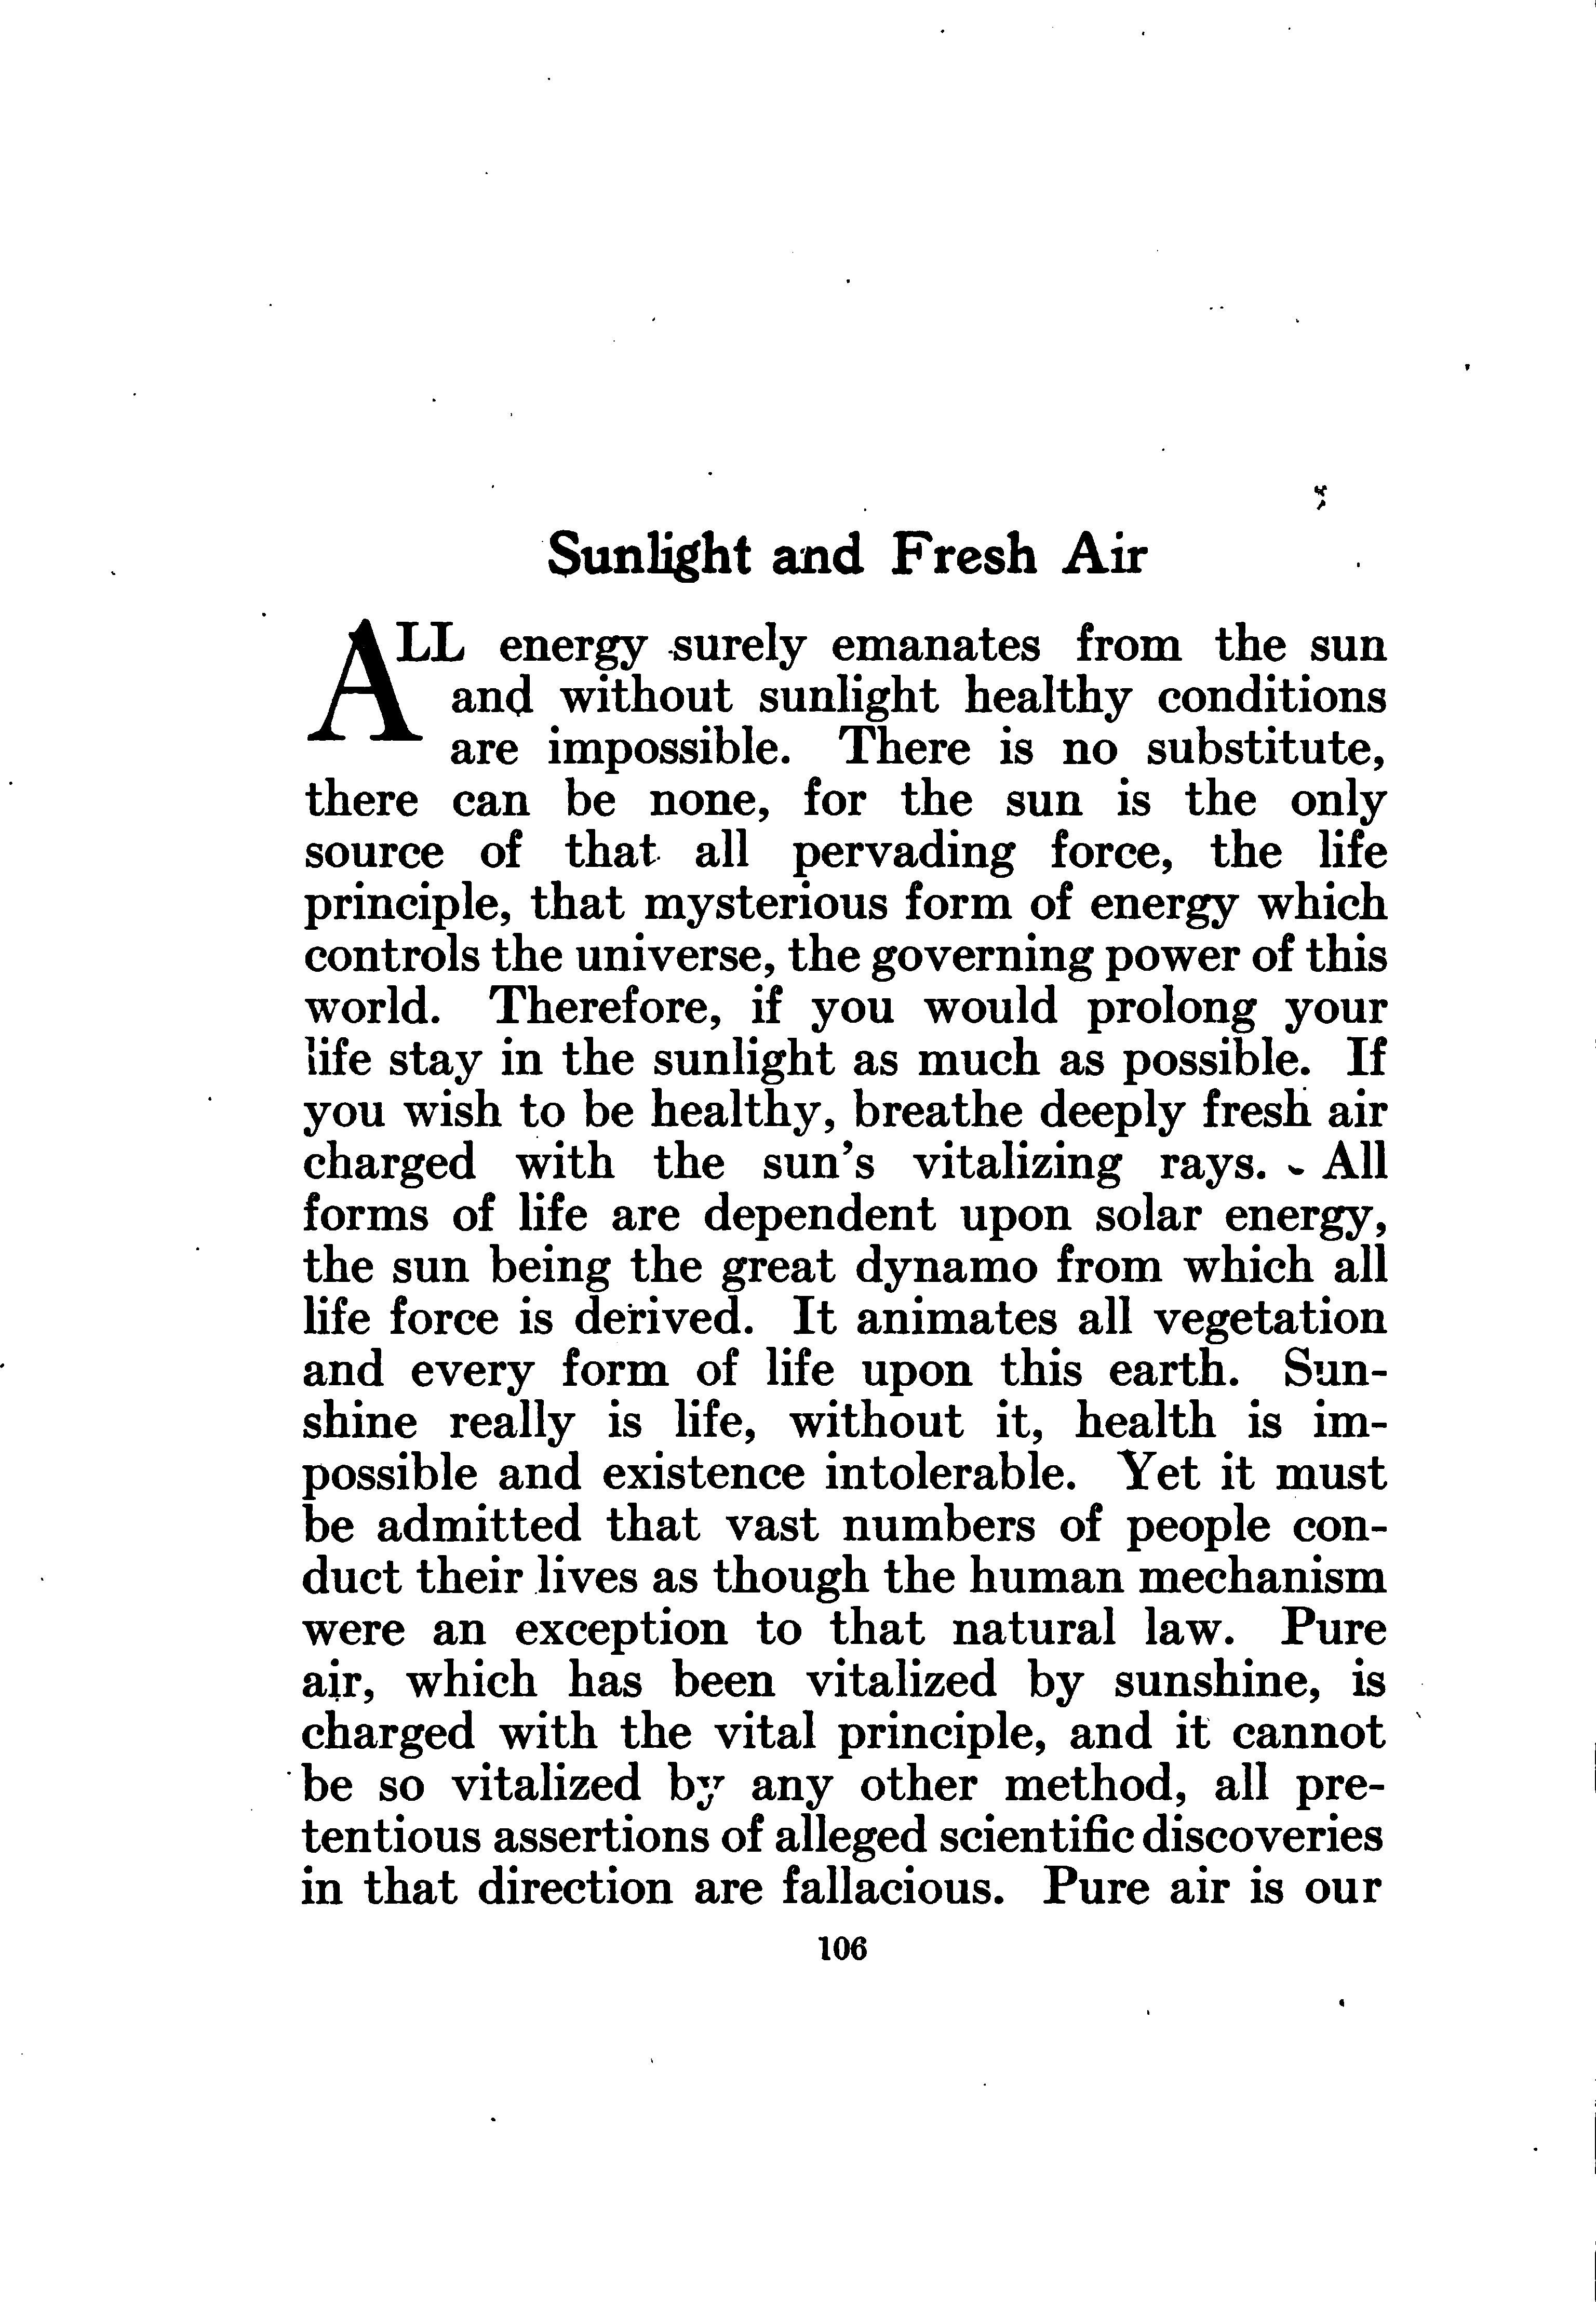 Sunlight and Fresh Air
ALL energy surely emanates from the sun
and without sunlight healthy conditions
are impossible. There is no substitute,
there can be none, for the sun is the only
source of that all pervading force, the life
principle, that mysterious form of energy which
controls the universe, the governing power of this
world. Therefore, if you would prolong your
life stay in the sunlight as much as possible. If
you wish to be healthy, breathe deeply fresh air
charged with the sun's vitalizing rays. All
forms of life are dependent upon solar energy,
the sun being the great dynamo from which all
life force is derived. It animates all vegetation
and every form of life upon this earth. Sun-
shine really is life, without it, health is im-
possible and existence intolerable. Yet it must
be admitted that vast numbers of people con-
duct their lives as though the human mechanism
were an exception to that natural law. Pure
air, which has been vitalized by sunshine, is
charged with the vital principle, and it cannot
be so vitalized by any other method, all pre-
tentious assertions of alleged scientific discoveries
in that direction are fallacious. Pure air is our
106